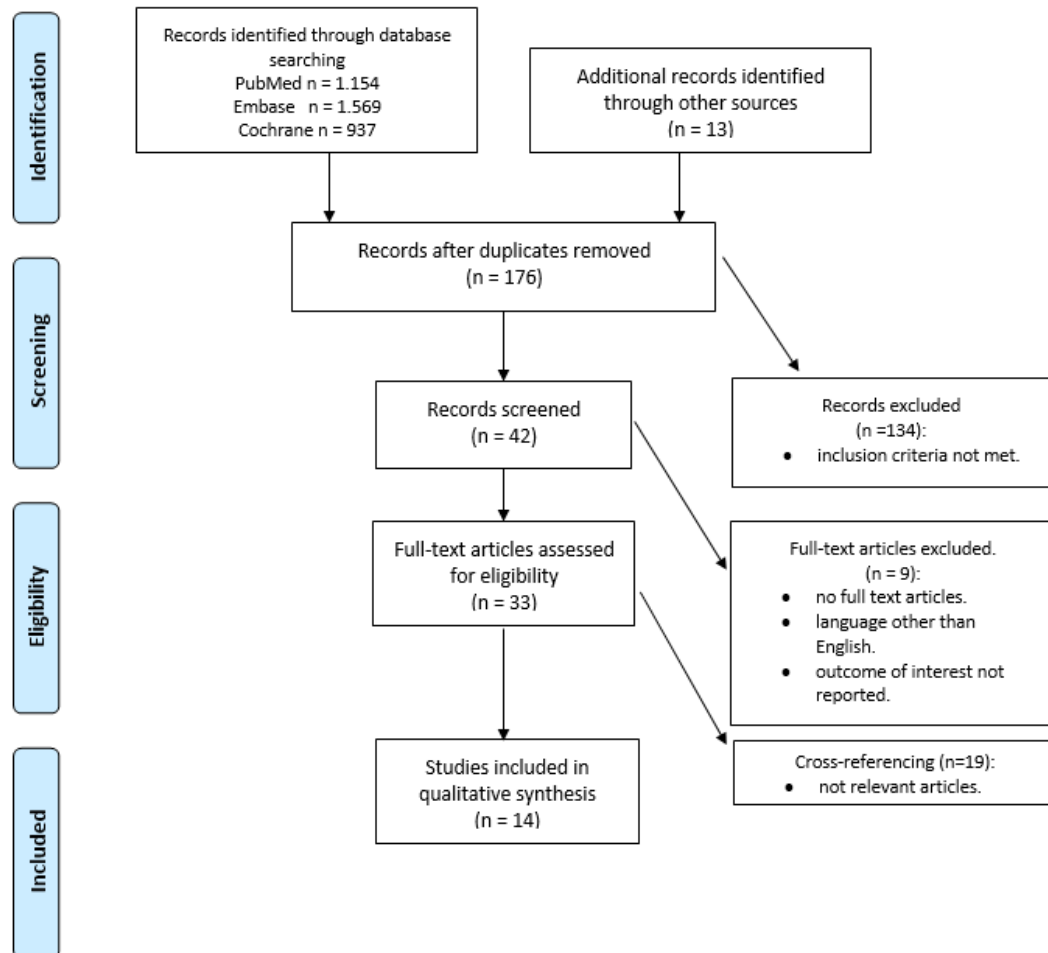 Identification
Records identified through database
searching
PubMed n = 1.154
Embase n = 1.569
Cochrane n = 937
Additional records identified
through other sources
(n = 13)
Records after duplicates removed
(n = 176)
Screening
Records screened
(n = 42)
Records excluded
(n =134):
• inclusion criteria not met.
Eligibility
Full-text articles assessed
for eligibility
(n = 33)
Full-text articles excluded.
(n = 9):
• no full text articles.
• language other than
English.
• outcome of interest not
reported.
Included
Studies included in
qualitative synthesis
(n = 14)
Cross-referencing (n=19):
• not relevant articles.